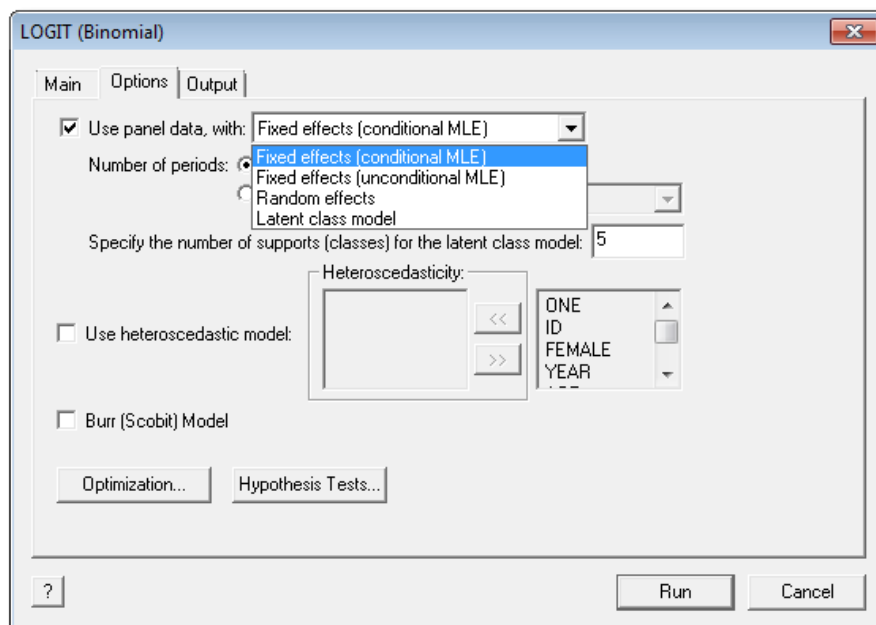 LOGIT (Binomial)
Main Options Output
Use panel data, with: Fixed effects (conditional MLE)
Number of periods:
Fixed effects (conditional MLE)
Fixed effects (unconditional MLE)
Random effects
Latent class model
Specify the number of supports (classes) for the latent class model: 5
Heteroscedasticity:
Use heteroscedastic model:
<<
>>
ONE
ID
FEMALE
YEAR
Burr (Scobit) Model
Optimization... Hypothesis Tests...
? Run Cancel